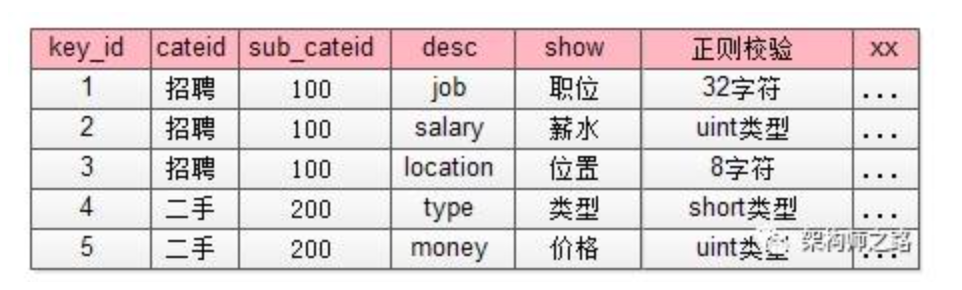 key_id cateid sub_cateid desc show 正则校验 xx
1 招聘 100 job 职位 32字符 ...
2 招聘 100 salary 薪水 uint类型 ...
3 招聘 100 location 位置 8字符 ...
4 二手 200 type 类型 short类型 ...
5 二手 200 money 价格 uint类型 ...
架构师之路